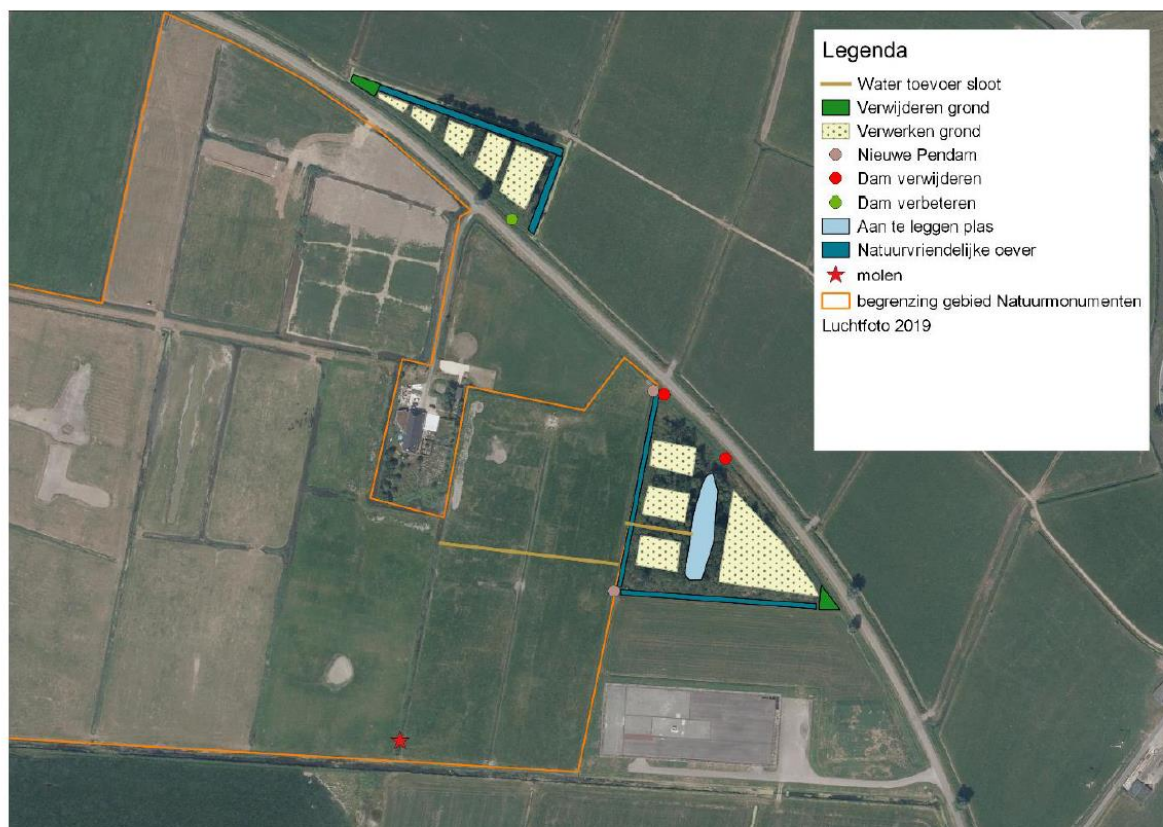 Legenda
Water toevoer sloot
Verwijderen grond
Verwerken grond
Nieuwe Pendam
Dam verwijderen
Dam verbeteren
Aan te leggen plas
Natuurvriendelijke oever
molen
begrenzing gebied Natuurmonumenten
Luchtfoto 2019